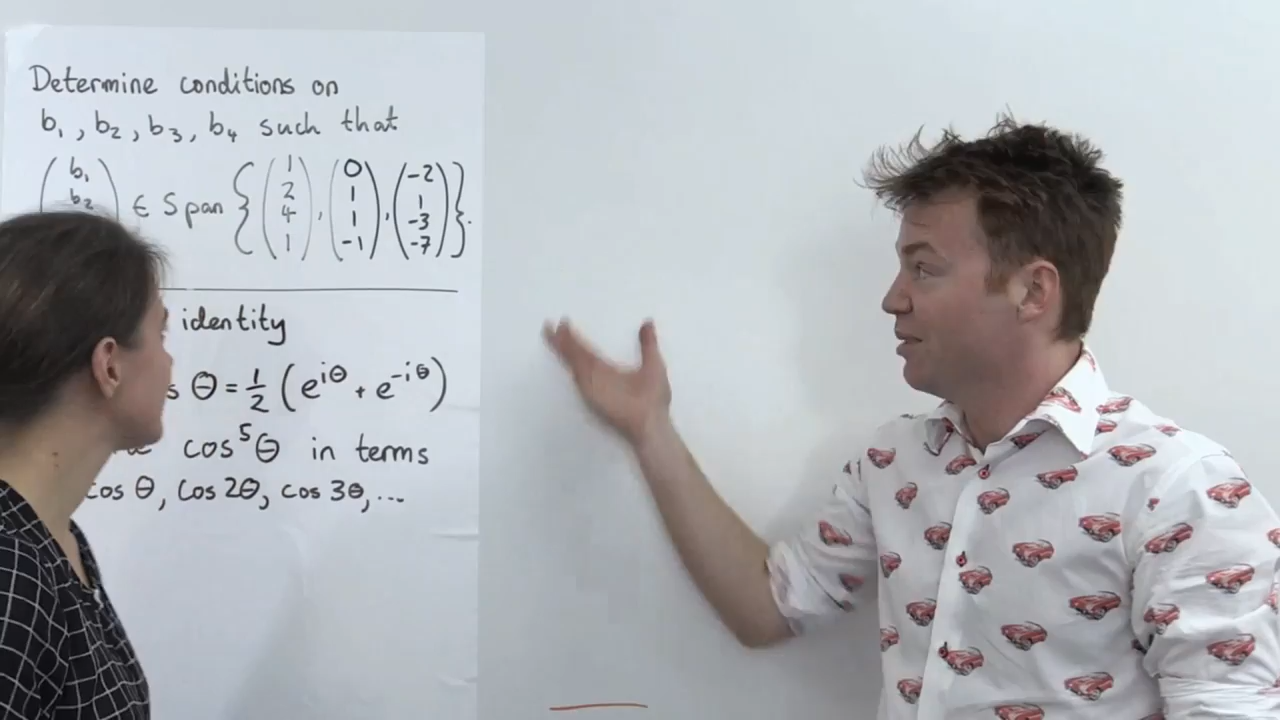 Determine conditions on
b₁, b₂, b₃, b₄ such that
(b₁ b₂ ∈ Span {(1 2 4 1), (0 1 1 -1), (-2 1 -3 -7)}.
identity
s θ = 1/2 (e^{iθ} + e^{-iθ})
cos⁵θ in terms
cos θ, cos 2θ, cos 3θ, ...